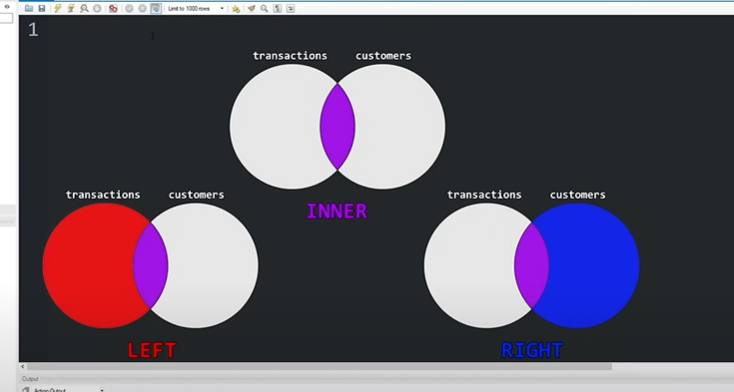 Limit to 1000 rows
1
transactions customers
INNER
transactions customers
transactions customers
LEFT
RIGHT
Output
Action Output